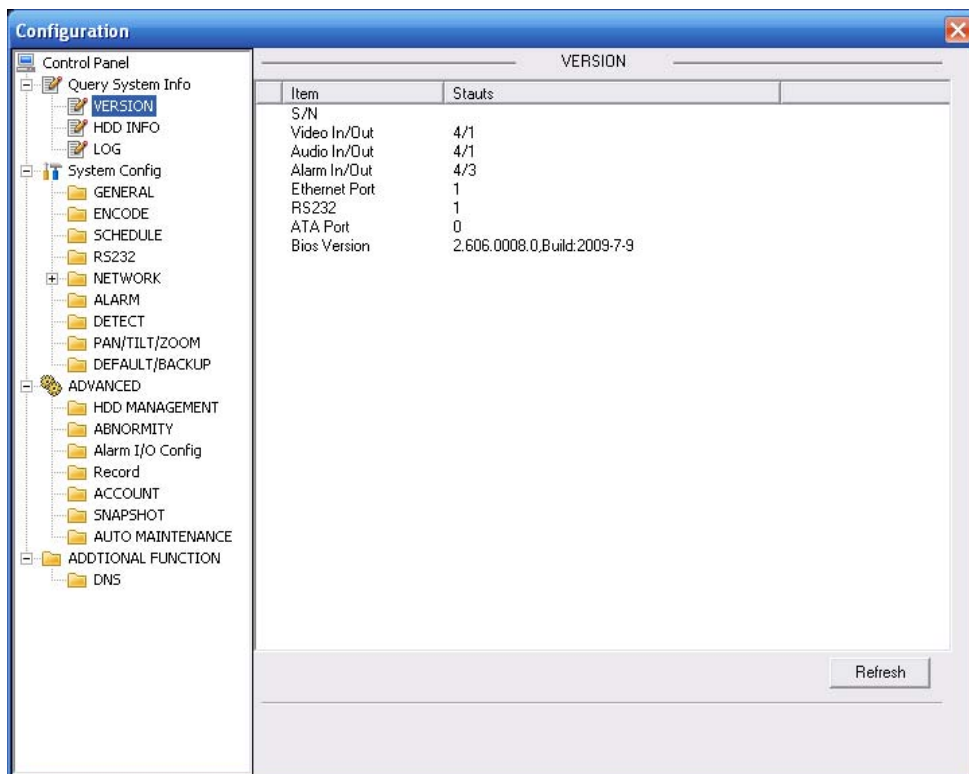 Configuration
Control Panel
Query System Info
VERSION
HDD INFO
LOG
System Config
GENERAL
ENCODE
SCHEDULE
RS232
NETWORK
ALARM
DETECT
PAN/TILT/ZOOM
DEFAULT/BACKUP
ADVANCED
HDD MANAGEMENT
ABNORMITY
Alarm I/O Config
Record
ACCOUNT
SNAPSHOT
AUTO MAINTENANCE
ADDTIONAL FUNCTION
DNS
VERSION
Item Stauts
S/N
Video In/Out 4/1
Audio In/Out 4/1
Alarm In/Out 4/3
Ethernet Port 1
RS232 1
ATA Port 0
Bios Version 2.606.0008.0,Build:2009-7-9
Refresh